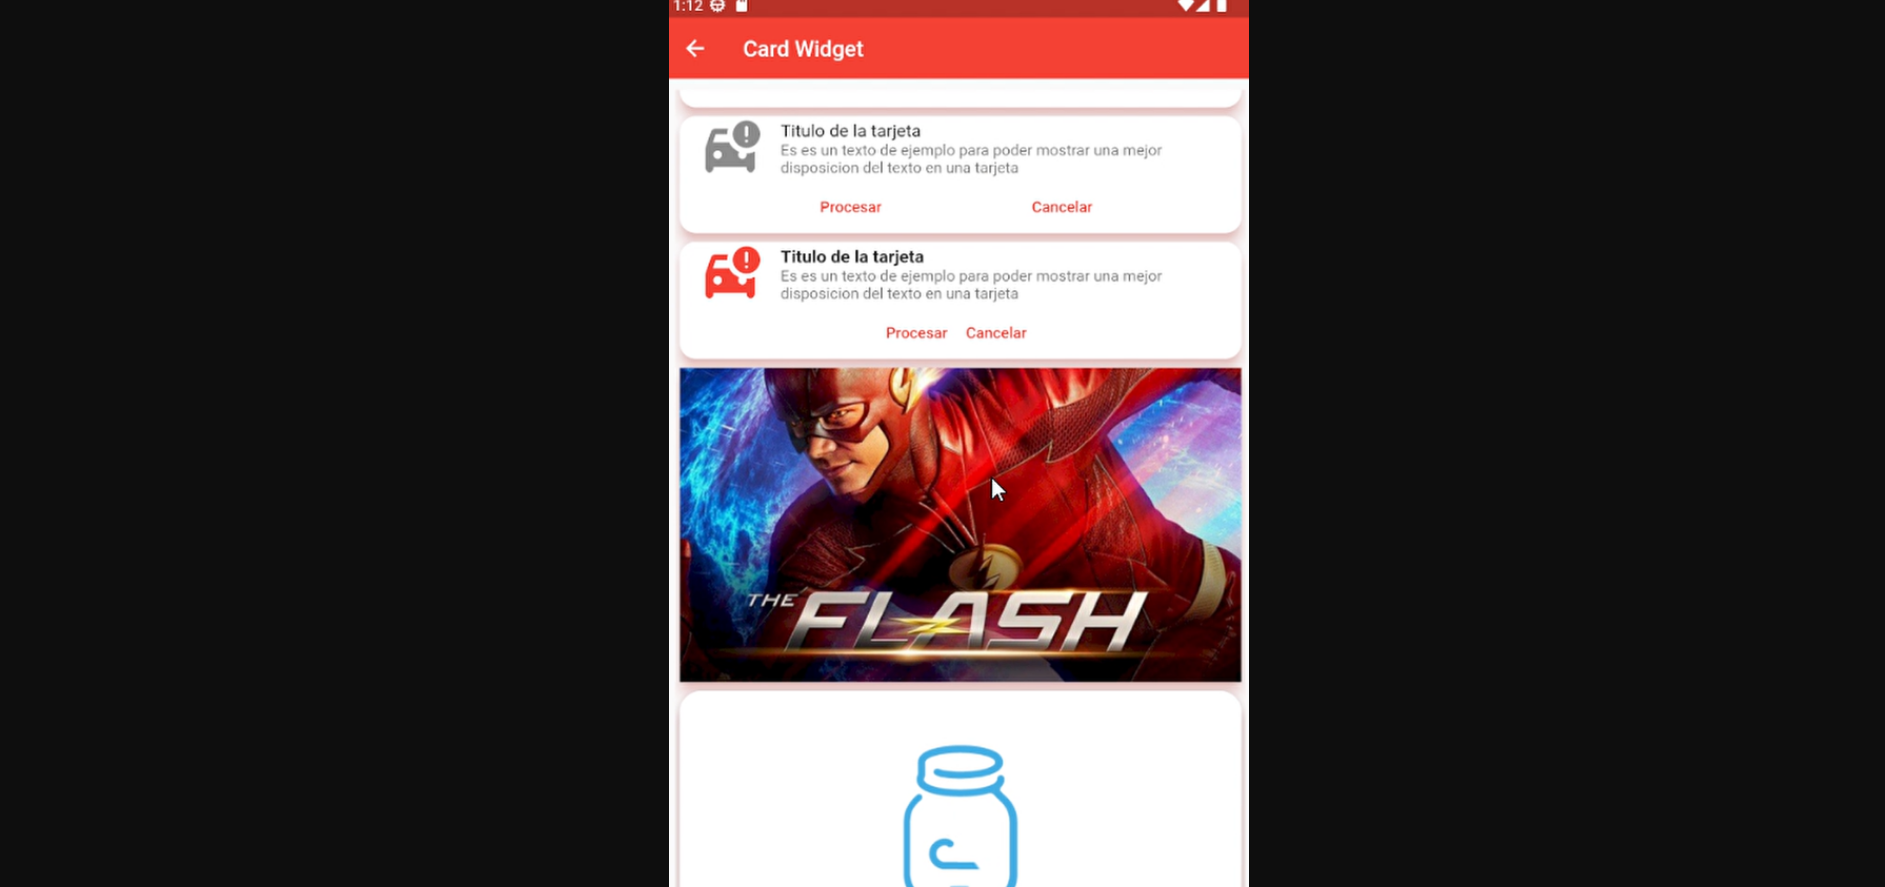 1:12
Card Widget
Titulo de la tarjeta
Es es un texto de ejemplo para poder mostrar una mejor
disposicion del texto en una tarjeta
Procesar Cancelar
Titulo de la tarjeta
Es es un texto de ejemplo para poder mostrar una mejor
disposicion del texto en una tarjeta
Procesar Cancelar
THE FLASH